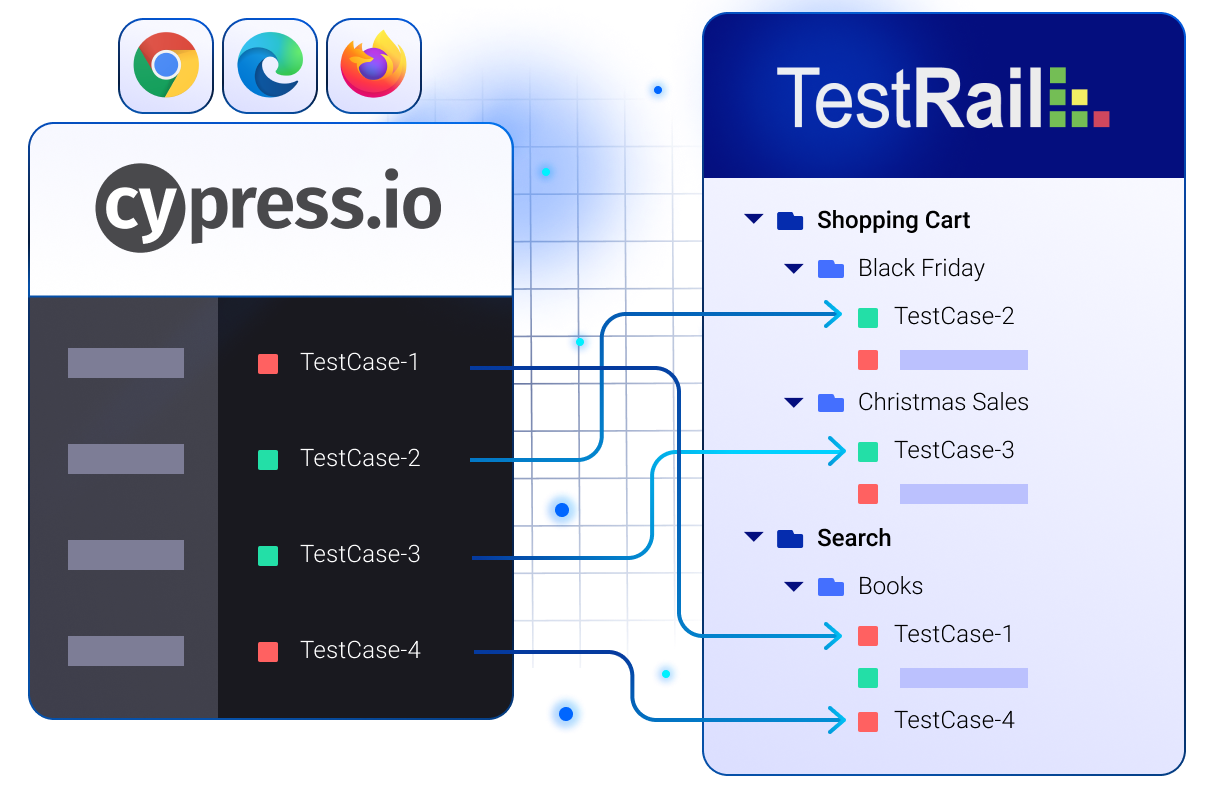 cypress.io
TestCase-1
TestCase-2
TestCase-3
TestCase-4
TestRail
Shopping Cart
Black Friday
TestCase-2
Christmas Sales
TestCase-3
Search
Books
TestCase-1
TestCase-4